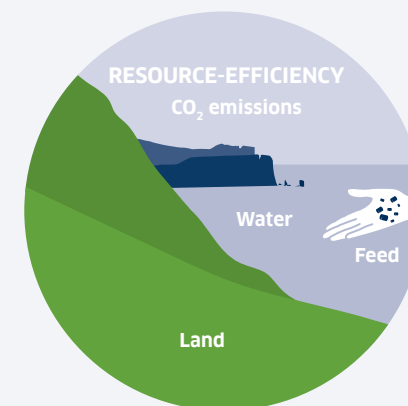 RESOURCE-EFFICIENCY
CO₂ emissions
Water
Feed
Land